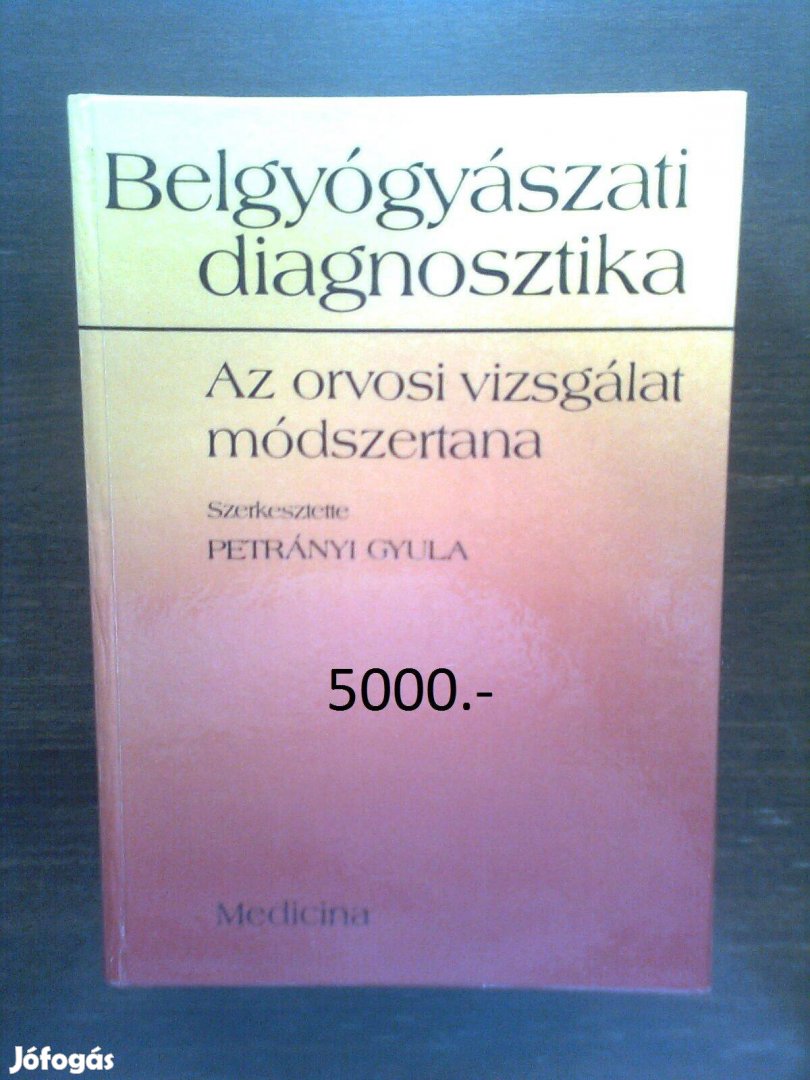 Belgyógyászati
diagnosztika
Az orvosi vizsgálat
módszertana
Szerkesztette
PETRÁNYI GYULA
5000.-
Medicina
Jófogás